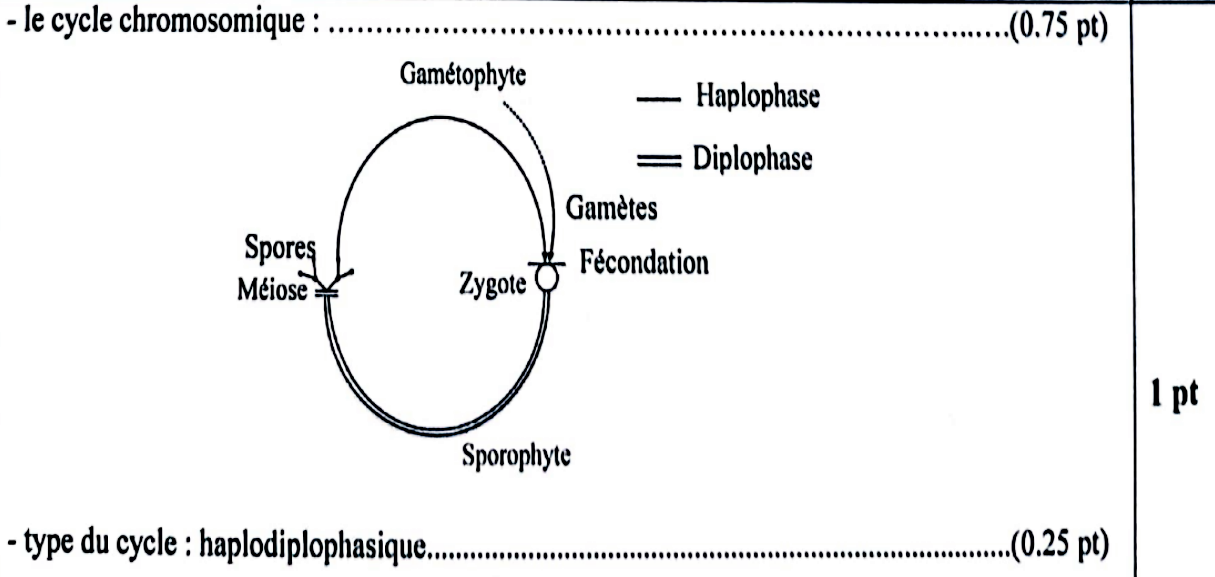 - le cycle chromosomique : ..............................................................................(0.75 pt)
Gamétophyte
Haplophase
Diplophase
Gamètes
Spores
Fécondation
Méiose
Zygote
1 pt
Sporophyte
- type du cycle : haplodiplophasique..............................................................................(0.25 pt)